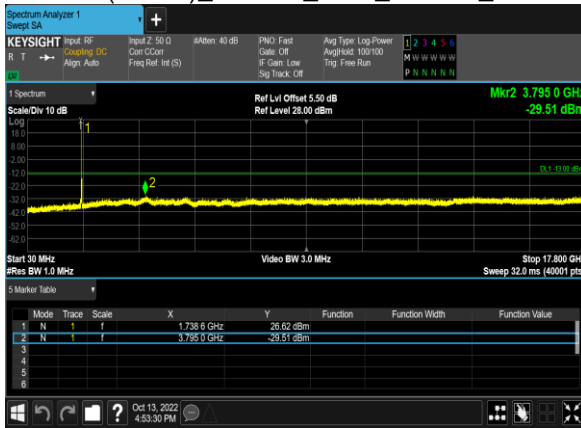 Spectrum Analyzer 1
Swept SA
KEYSIGHT Input: RF Input Z: 50 Ω #Atten: 40 dB PNO: Fast Avg Type: Log-Power 1 2 3 4 5 6
R T Coupling: DC Corr CCorr Gate: Off Avg|Hold: 100/100 M W W W W W
Align: Auto Freq Ref: Int (S) IF Gain: Low Trig: Free Run
Sig Track: Off P N N N N N
1 Spectrum Ref Lvl Offset 5.50 dB Mkr2 3.795 0 GHz
Scale/Div 10 dB Ref Level 28.00 dBm -29.51 dBm
Log
18.0 1
8.00
-2.00
-12.0 DL1 -13.00 dBm
-22.0 2
-32.0
-42.0
-52.0
-62.0
Start 30 MHz Video BW 3.0 MHz Stop 17.800 GH
#Res BW 1.0 MHz Sweep 32.0 ms (40001 pts
5 Marker Table
Mode Trace Scale X Y Function Function Width Function Value
1 N 1 f 1.738 6 GHz 26.62 dBm
2 N 1 f 3.795 0 GHz -29.51 dBm
3
4
5
6
? Oct 13, 2022
4:53:30 PM